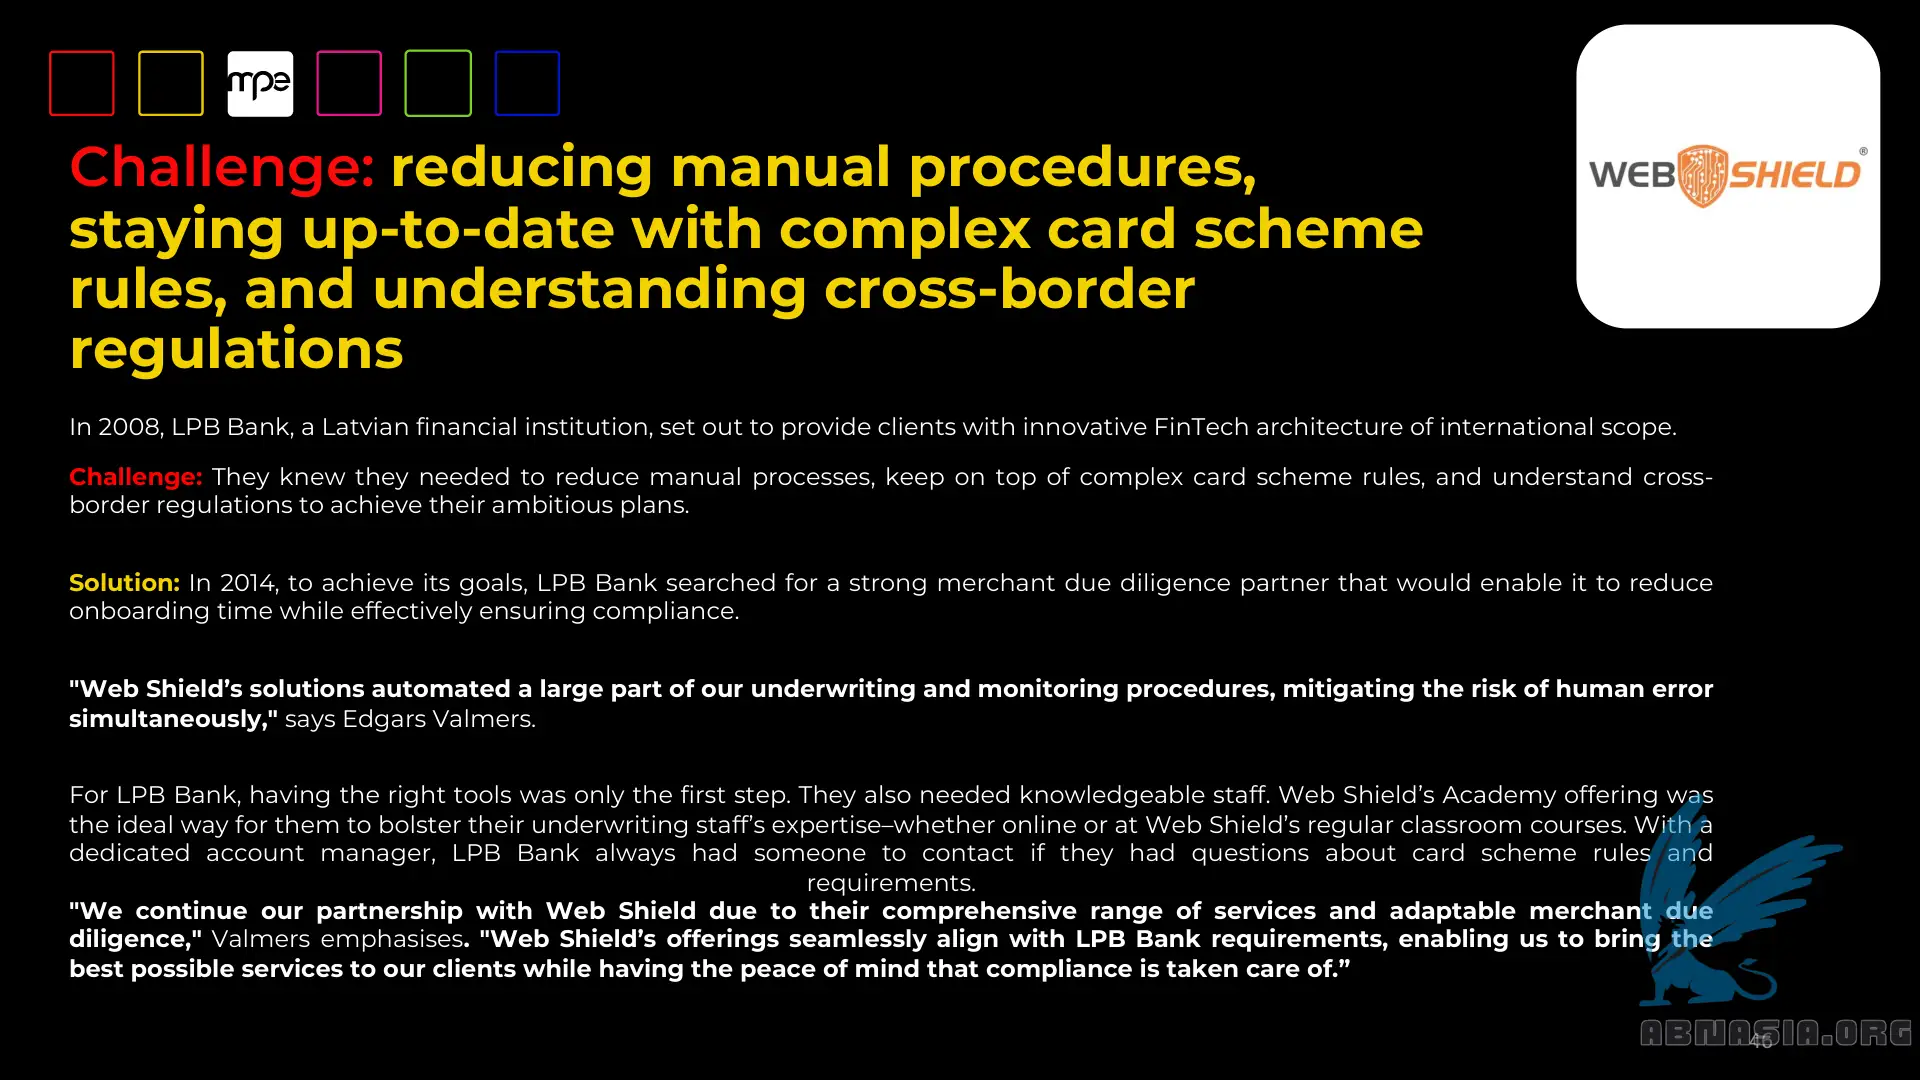 mpe
WEB SHIELD®
Challenge: reducing manual procedures,
staying up-to-date with complex card scheme
rules, and understanding cross-border
regulations
In 2008, LPB Bank, a Latvian financial institution, set out to provide clients with innovative FinTech architecture of international scope.
Challenge: They knew they needed to reduce manual processes, keep on top of complex card scheme rules, and understand cross-
border regulations to achieve their ambitious plans.
Solution: In 2014, to achieve its goals, LPB Bank searched for a strong merchant due diligence partner that would enable it to reduce
onboarding time while effectively ensuring compliance.
"Web Shield’s solutions automated a large part of our underwriting and monitoring procedures, mitigating the risk of human error
simultaneously," says Edgars Valmers.
For LPB Bank, having the right tools was only the first step. They also needed knowledgeable staff. Web Shield’s Academy offering was
the ideal way for them to bolster their underwriting staff’s expertise–whether online or at Web Shield’s regular classroom courses. With a
dedicated account manager, LPB Bank always had someone to contact if they had questions about card scheme rules and
requirements.
"We continue our partnership with Web Shield due to their comprehensive range of services and adaptable merchant due
diligence," Valmers emphasises. "Web Shield’s offerings seamlessly align with LPB Bank requirements, enabling us to bring the
best possible services to our clients while having the peace of mind that compliance is taken care of.”
ABNASIA.ORG
46